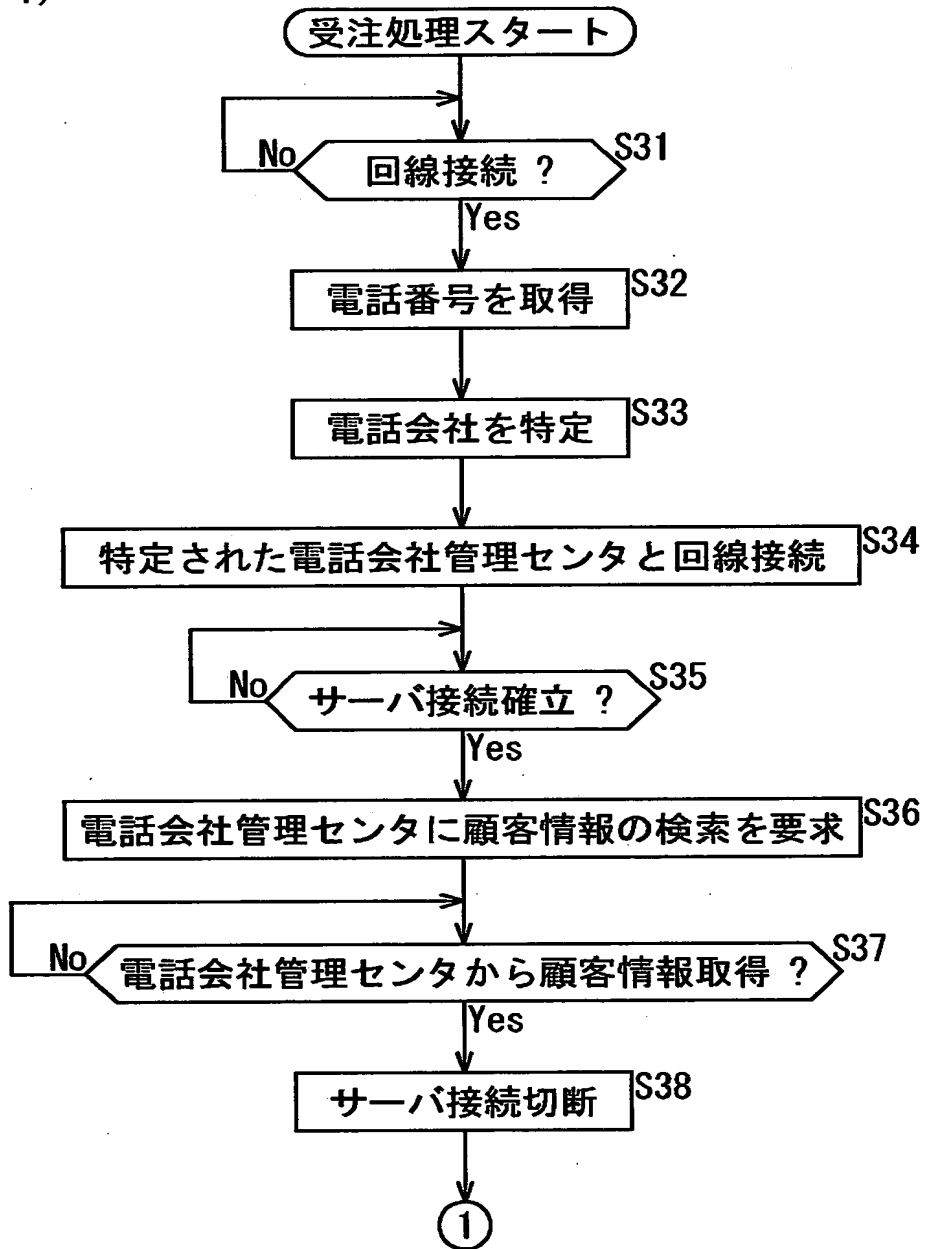 受注処理スタート
No
回線接続 ?
S31
Yes
電話番号を取得
S32
電話会社を特定
S33
特定された電話会社管理センタと回線接続
S34
No
サーバ接続確立 ?
S35
Yes
電話会社管理センタに顧客情報の検索を要求
S36
No
電話会社管理センタから顧客情報取得 ?
S37
Yes
サーバ接続切断
S38
1